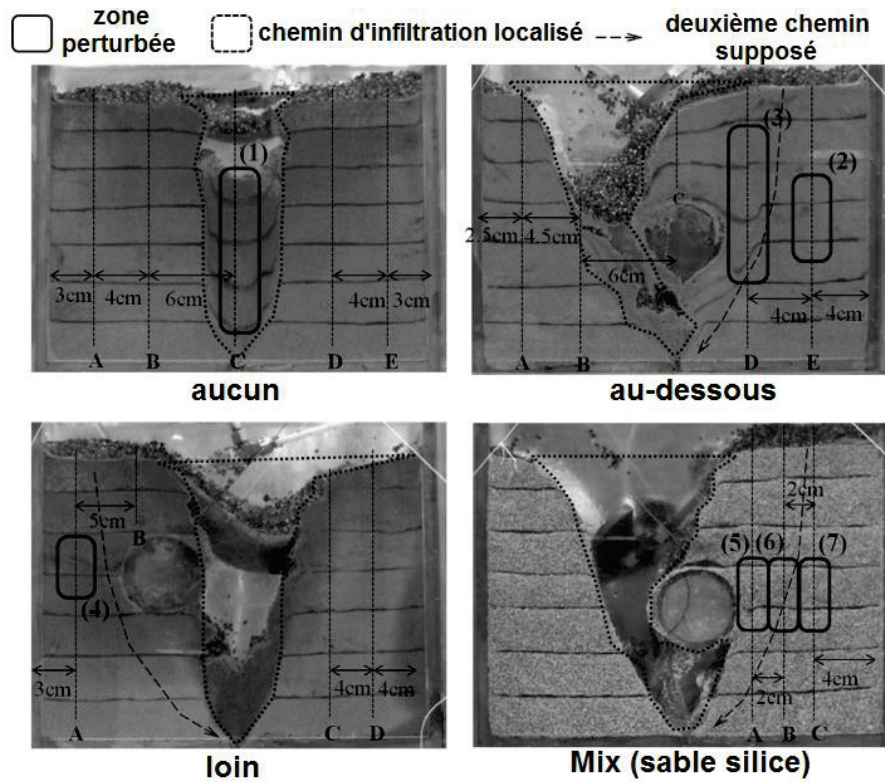 zone
perturbée
chemin d'infiltration localisé
deuxième chemin
supposé
(1)
3cm
4cm
6cm
4cm
3cm
A
B
C
D
E
aucun
(3)
(2)
C
2.5cm
4.5cm
6cm
4cm
4cm
A
B
D
E
au-dessous
5cm
B
(4)
3cm
4cm
4cm
A
C
D
loin
2cm
(5)
(6)
(7)
2cm
4cm
A
B
C
Mix (sable silice)